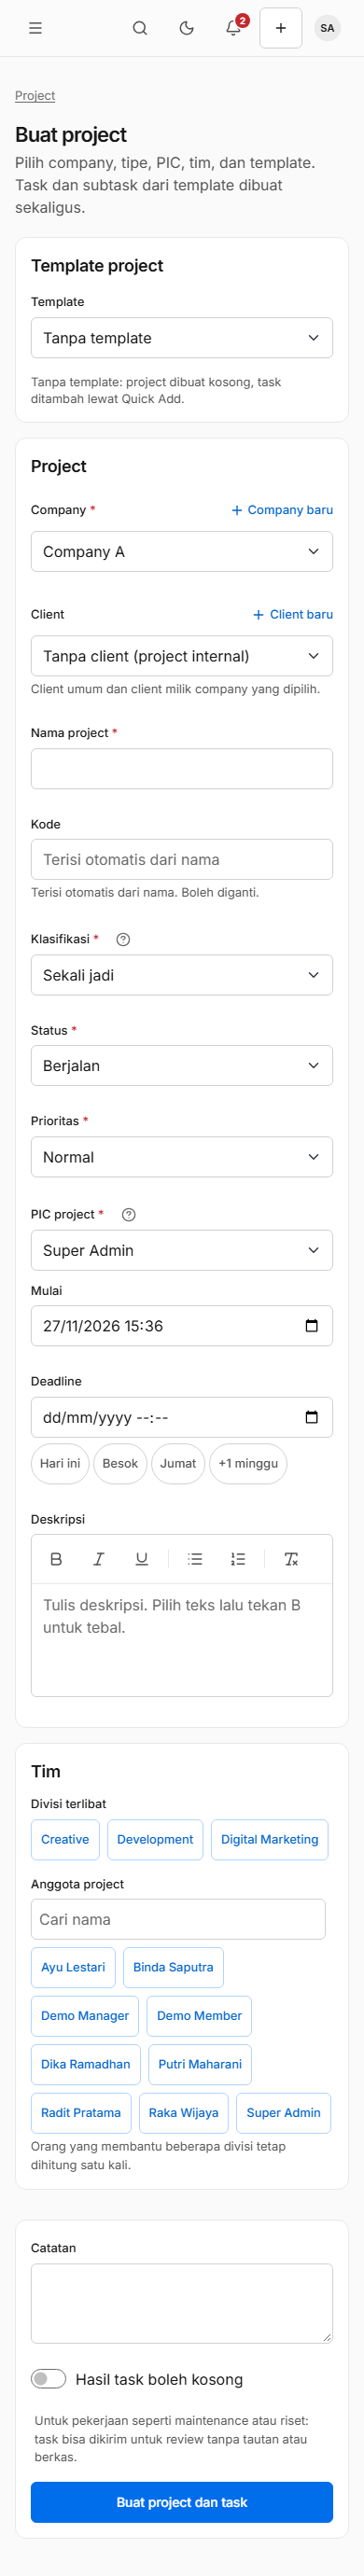 2
SA
Project
Buat project
Pilih company, tipe, PIC, tim, dan template.
Task dan subtask dari template dibuat
sekaligus.
Template project
Template
Tanpa template
Tanpa template: project dibuat kosong, task
ditambah lewat Quick Add.
Project
Company *
+ Company baru
Company A
Client
+ Client baru
Tanpa client (project internal)
Client umum dan client milik company yang dipilih.
Nama project *
Kode
Terisi otomatis dari nama
Terisi otomatis dari nama. Boleh diganti.
Klasifikasi *
Sekali jadi
Status *
Berjalan
Prioritas *
Normal
PIC project *
Super Admin
Mulai
27/11/2026 15:36
Deadline
dd/mm/yyyy --:--
Hari ini Besok Jumat +1 minggu
Deskripsi
B I U
Tulis deskripsi. Pilih teks lalu tekan B
untuk tebal.
Tim
Divisi terlibat
Creative Development Digital Marketing
Anggota project
Cari nama
Ayu Lestari Binda Saputra
Demo Manager Demo Member
Dika Ramadhan Putri Maharani
Radit Pratama Raka Wijaya Super Admin
Orang yang membantu beberapa divisi tetap
dihitung satu kali.
Catatan
Hasil task boleh kosong
Untuk pekerjaan seperti maintenance atau riset:
task bisa dikirim untuk review tanpa tautan atau
berkas.
Buat project dan task